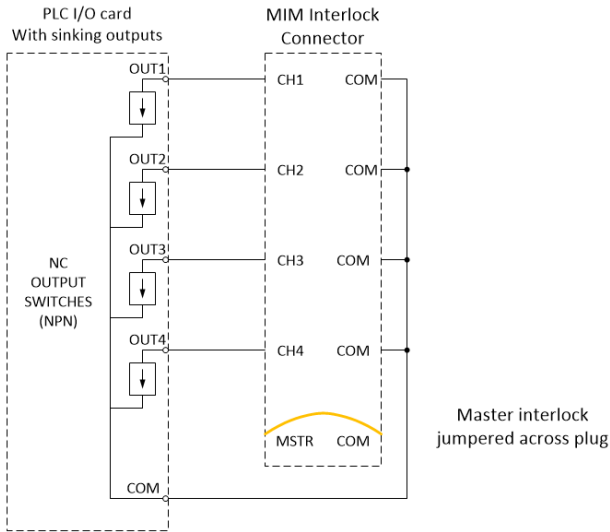 PLC I/O card
With sinking outputs
MIM Interlock
Connector
OUT1
CH1 COM
OUT2
CH2 COM
OUT3
CH3 COM
NC
OUTPUT
SWITCHES
(NPN)
OUT4
CH4 COM
MSTR COM
Master interlock
jumpered across plug
COM